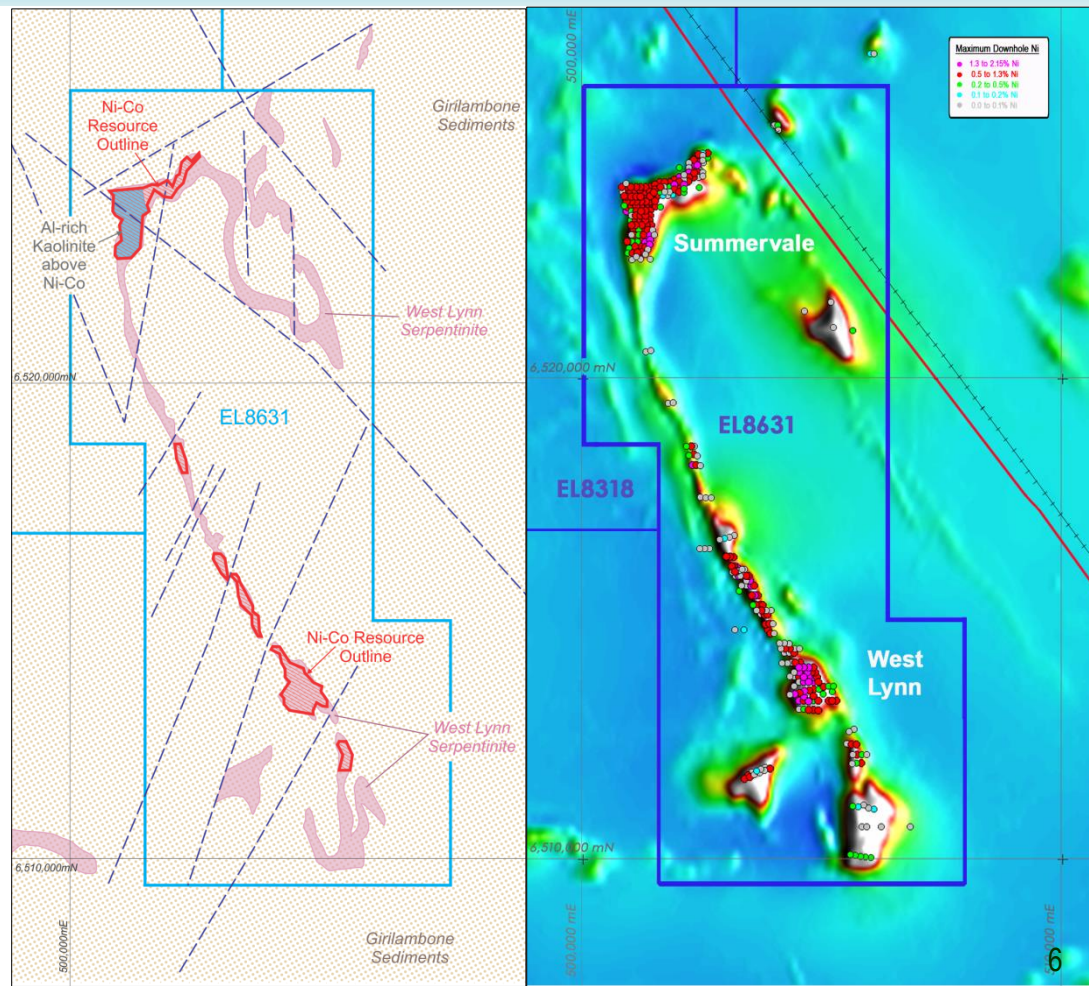 Ni-Co
Resource
Outline
Girilambone
Sediments
Al-rich
Kaolinite
above
Ni-Co
West Lynn
Serpentinite
6,520,000mN
EL8631
Ni-Co Resource
Outline
West Lynn
Serpentinite
6,510,000mN
500,000mE
Girilambone
Sediments
500,000 mE
Maximum Downhole Ni
1.3 to 2.15% Ni
0.5 to 1.3% Ni
0.2 to 0.5% Ni
0.1 to 0.2% Ni
0.0 to 0.1% Ni
Summervale
6,520,000 mN
EL8631
EL8318
West
Lynn
6,510,000 mN
500,000 mE
510,000 mE
6